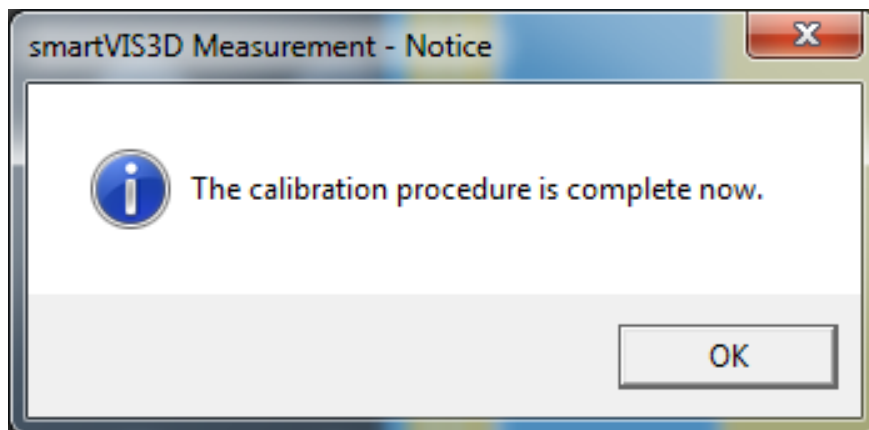 smartVIS3D Measurement - Notice
The calibration procedure is complete now.
OK